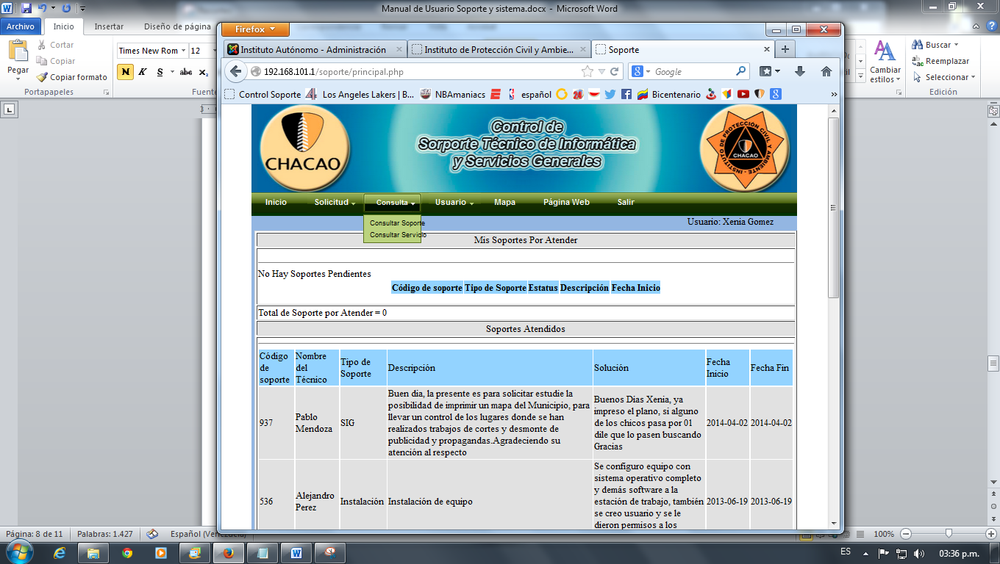 Manual de Usuario Soporte y sistema.docx - Microsoft Word
Archivo Inicio Insertar Diseño de página
Pegar
Cortar
Copiar
Copiar formato
Portapapeles
Times New Rom 12
N K S abc x₂
Fuente
Cambiar estilos
Buscar
Reemplazar
Seleccionar
Edición
Firefox
Instituto Autónomo - Administración
Instituto de Protección Civil y Ambie...
Soporte
192.168.101.1/soporte/principal.php
Google
Control Soporte Los Angeles Lakers | B... NBAmaniacs español Bicentenario »
CHACAO
Control de
Sorporte Técnico de Informática
y Servicios Generales
INSTITUTO DE PROTECCIÓN CIVIL Y AMBIENTE
CHACAO
Inicio Solicitud Consulta Usuario Mapa Página Web Salir
Consultar Soporte
Consultar Servicio
Usuario: Xenia Gomez
Mis Soportes Por Atender
No Hay Soportes Pendientes
Código de soporte Tipo de Soporte Estatus Descripción Fecha Inicio
Total de Soporte por Atender = 0
Soportes Atendidos
Código de soporte
Nombre del Técnico
Tipo de Soporte
Descripción
Solución
Fecha Inicio
Fecha Fin
937
Pablo Mendoza
SIG
Buen día, la presente es para solicitar estudie la
posibilidad de imprimir un mapa del Municipio, para
llevar un control de los lugares donde se han
realizados trabajos de cortes y desmonte de
publicidad y propagandas.Agradeciendo su
atención al respecto
Buenos Dias Xenia, ya
impreso el plano, si alguno
de los chicos pasa por 01
dile que lo pasen buscando
Gracias
2014-04-02
2014-04-02
536
Alejandro Perez
Instalación
Instalación de equipo
Se configuro equipo con
sistema operativo completo
y demás software a la
estación de trabajo, también
se creo usuario y se le
dieron permisos a los
2013-06-19
2013-06-19
Página: 8 de 11 Palabras: 1.427 Español (Venezuela)
100%
ES
03:36 p.m.